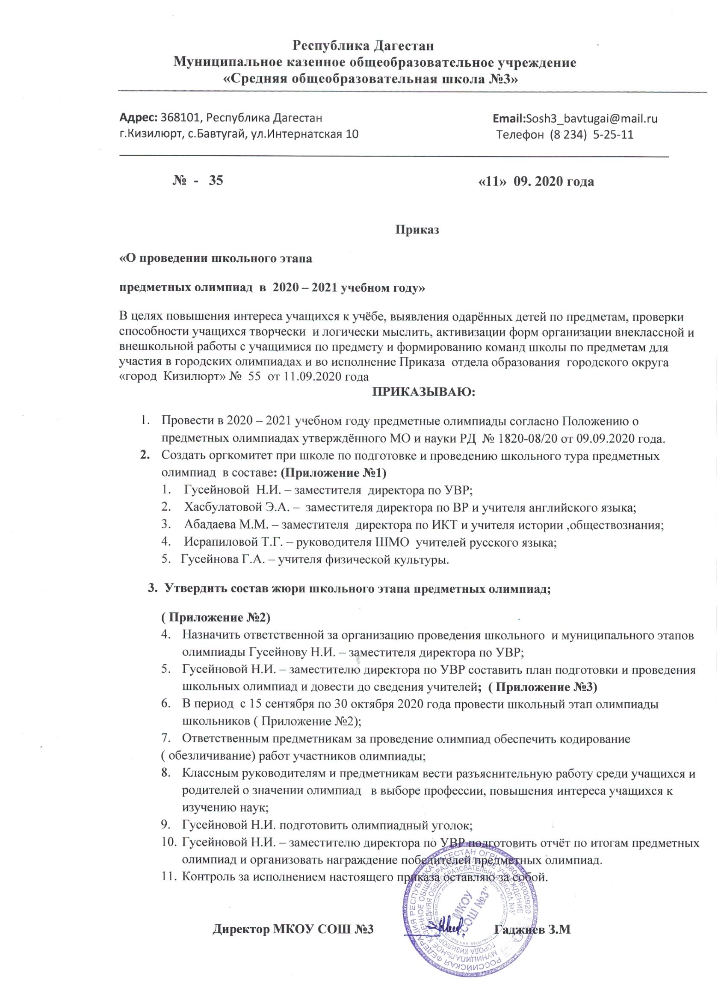 Республика Дагестан
Муниципальное казенное общеобразовательное учреждение
«Средняя общеобразовательная школа №3»
Адрес: 368101, Республика Дагестан Email:Sosh3_bavtugai@mail.ru
г.Кизилюрт, с.Бавтугай, ул.Интернатская 10 Телефон (8 234) 5-25-11
№ - 35 «11» 09. 2020 года
Приказ
«О проведении школьного этапа
предметных олимпиад в 2020 – 2021 учебном году»
В целях повышения интереса учащихся к учёбе, выявления одарённых детей по предметам, проверки
способности учащихся творчески и логически мыслить, активизации форм организации внеклассной и
внешкольной работы с учащимися по предмету и формированию команд школы по предметам для
участия в городских олимпиадах и во исполнение Приказа отдела образования городского округа
«город Кизилюрт» № 55 от 11.09.2020 года
ПРИКАЗЫВАЮ:
1. Провести в 2020 – 2021 учебном году предметные олимпиады согласно Положению о
предметных олимпиадах утверждённого МО и науки РД № 1820-08/20 от 09.09.2020 года.
2. Создать оргкомитет при школе по подготовке и проведению школьного тура предметных
олимпиад в составе: (Приложение №1)
1. Гусейновой Н.И. – заместителя директора по УВР;
2. Хасбулатовой Э.А. – заместителя директора по ВР и учителя английского языка;
3. Абадаева М.М. – заместителя директора по ИКТ и учителя истории ,обществознания;
4. Исрапиловой Т.Г. – руководителя ШМО учителей русского языка;
5. Гусейнова Г.А. – учителя физической культуры.
3. Утвердить состав жюри школьного этапа предметных олимпиад;
( Приложение №2)
4. Назначить ответственной за организацию проведения школьного и муниципального этапов
олимпиады Гусейнову Н.И. – заместителя директора по УВР;
5. Гусейновой Н.И. – заместителю директора по УВР составить план подготовки и проведения
школьных олимпиад и довести до сведения учителей; ( Приложение №3)
6. В период с 15 сентября по 30 октября 2020 года провести школьный этап олимпиады
школьников ( Приложение №2);
7. Ответственным предметникам за проведение олимпиад обеспечить кодирование
( обезличивание) работ участников олимпиады;
8. Классным руководителям и предметникам вести разъяснительную работу среди учащихся и
родителей о значении олимпиад в выборе профессии, повышения интереса учащихся к
изучению наук;
9. Гусейновой Н.И. подготовить олимпиадный уголок;
10. Гусейновой Н.И. – заместителю директора по УВР подготовить отчёт по итогам предметных
олимпиад и организовать награждение победителей предметных олимпиад.
11. Контроль за исполнением настоящего приказа оставляю за собой.
Директор МКОУ СОШ №3 Гаджиев З.М
РОССИЙСКАЯ ФЕДЕРАЦИЯ РЕСПУБЛИКА ДАГЕСТАН ОГРН
МУНИЦИПАЛЬНОЕ КАЗЕННОЕ ОБЩЕОБРАЗОВАТЕЛЬНОЕ УЧРЕЖДЕНИЕ
СРЕДНЯЯ ОБЩЕОБРАЗОВАТЕЛЬНАЯ ШКОЛА №3"
ГОРОДА КИЗИЛЮРТА
"МКОУ
СОШ №3"